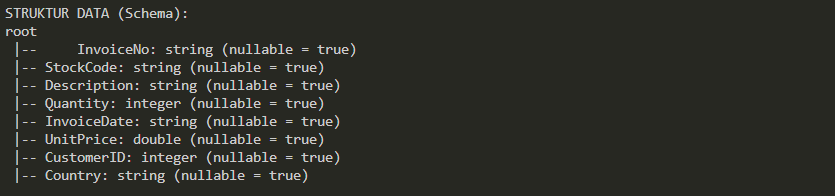 STRUKTUR DATA (Schema):
root
 |--     InvoiceNo: string (nullable = true)
 |-- StockCode: string (nullable = true)
 |-- Description: string (nullable = true)
 |-- Quantity: integer (nullable = true)
 |-- InvoiceDate: string (nullable = true)
 |-- UnitPrice: double (nullable = true)
 |-- CustomerID: integer (nullable = true)
 |-- Country: string (nullable = true)